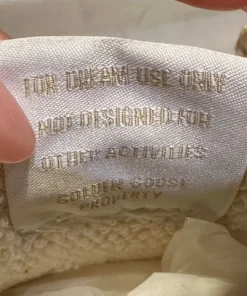 FOR DREAM USE ONLY
NOT DESIGNED FOR
OTHER ACTIVITIES
GOLDEN GOOSE
PROPERTY